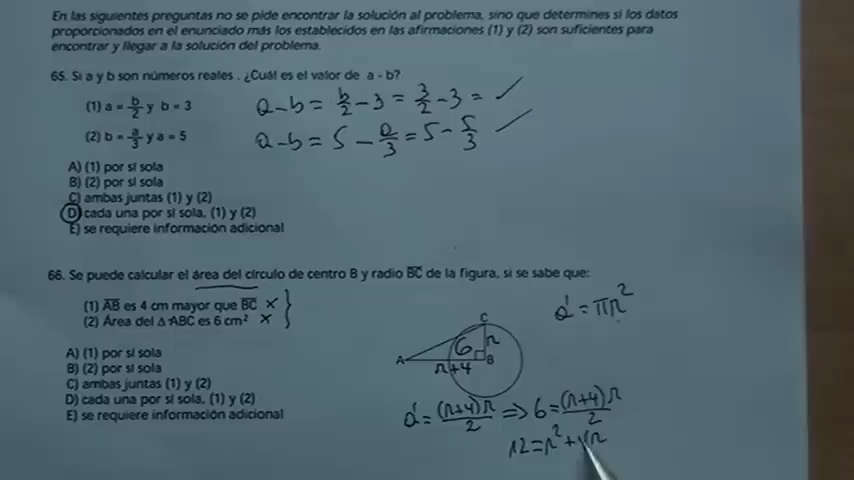 En las siguientes preguntas no se pide encontrar la solución al problema, sino que determines si los datos
proporcionados en el enunciado más los establecidos en las afirmaciones (1) y (2) son suficientes para
encontrar y llegar a la solución del problema.
65. Si a y b son números reales . ¿Cuál es el valor de a - b?
(1) a = b/2 y b = 3
a-b = b/2 - 3 = 3/2 - 3 = ✓
(2) b = a/3 y a = 5
a-b = 5 - a/3 = 5 - 5/3 ✓
A) (1) por sí sola
B) (2) por sí sola
C) ambas juntas (1) y (2)
D) cada una por sí sola, (1) y (2)
E) se requiere información adicional
66. Se puede calcular el área del círculo de centro B y radio BC de la figura, si se sabe que:
(1) AB es 4 cm mayor que BC ×
(2) Área del △ABC es 6 cm² ×
a' = πr²
A) (1) por sí sola
B) (2) por sí sola
C) ambas juntas (1) y (2)
D) cada una por sí sola, (1) y (2)
E) se requiere información adicional
C
6 r
A B
r+4
a' = (r+4)r/2 ⇒ 6 = (r+4)r/2
12 = r² + 4r